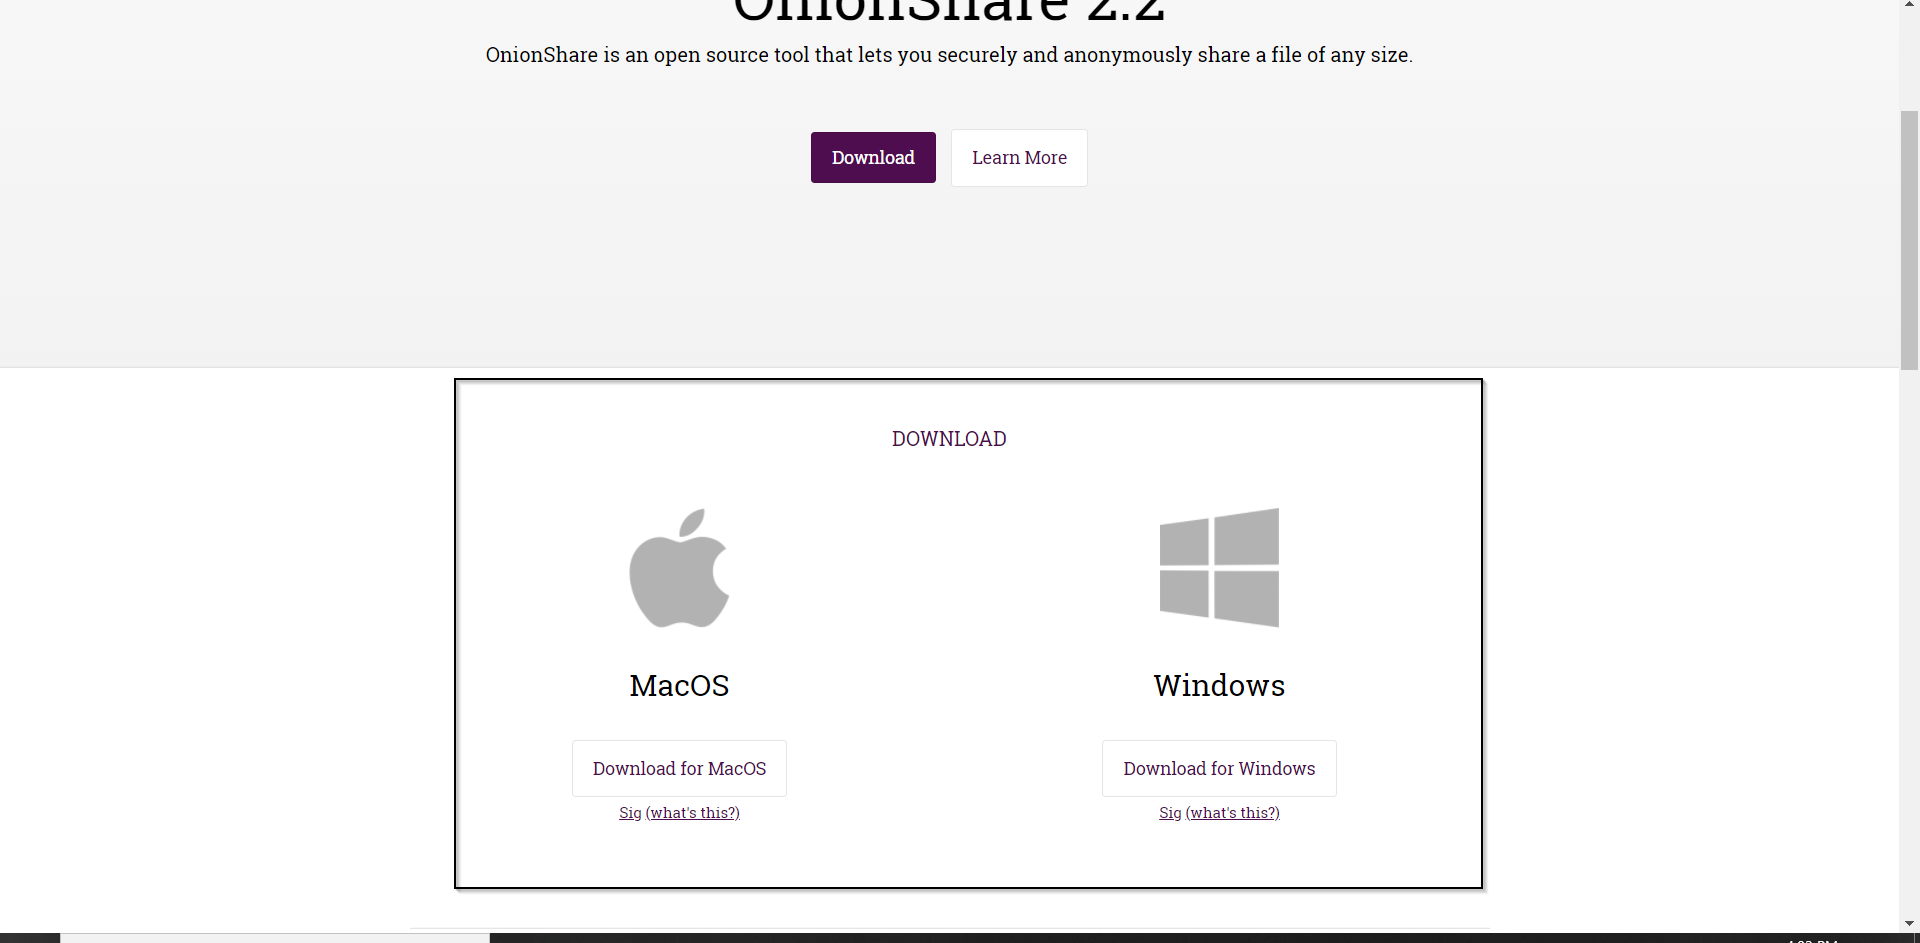 OnionShare 2.2
OnionShare is an open source tool that lets you securely and anonymously share a file of any size.
Download Learn More
DOWNLOAD
MacOS Windows
Download for MacOS Download for Windows
Sig (what's this?) Sig (what's this?)